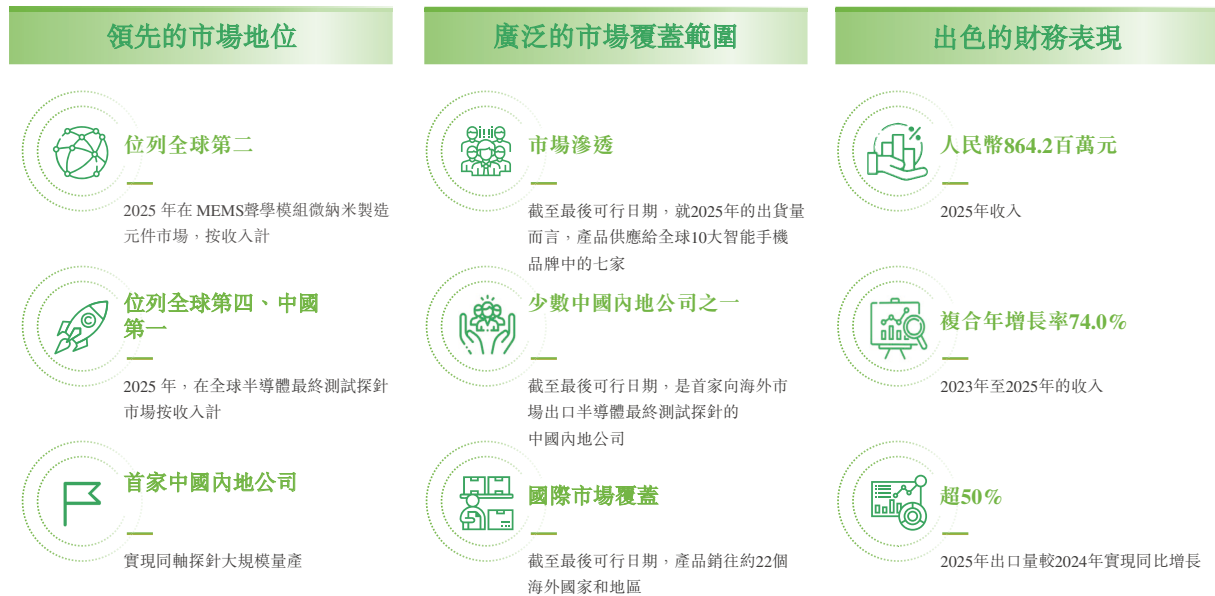 領先的市場地位
位列全球第二
2025 年在 MEMS聲學模組微納米製造
元件市場，按收入計
位列全球第四、中國
第一
2025 年，在全球半導體最終測試探針
市場按收入計
首家中國內地公司
實現同軸探針大規模量產
廣泛的市場覆蓋範圍
市場滲透
截至最後可行日期，就2025年的出貨量
而言，產品供應給全球10大智能手機
品牌中的七家
少數中國內地公司之一
截至最後可行日期，是首家向海外市
場出口半導體最終測試探針的
中國內地公司
國際市場覆蓋
截至最後可行日期，產品銷往約22個
海外國家和地區
出色的財務表現
人民幣864.2百萬元
2025年收入
複合年增長率74.0%
2023年至2025年的收入
超50%
2025年出口量較2024年實現同比增長